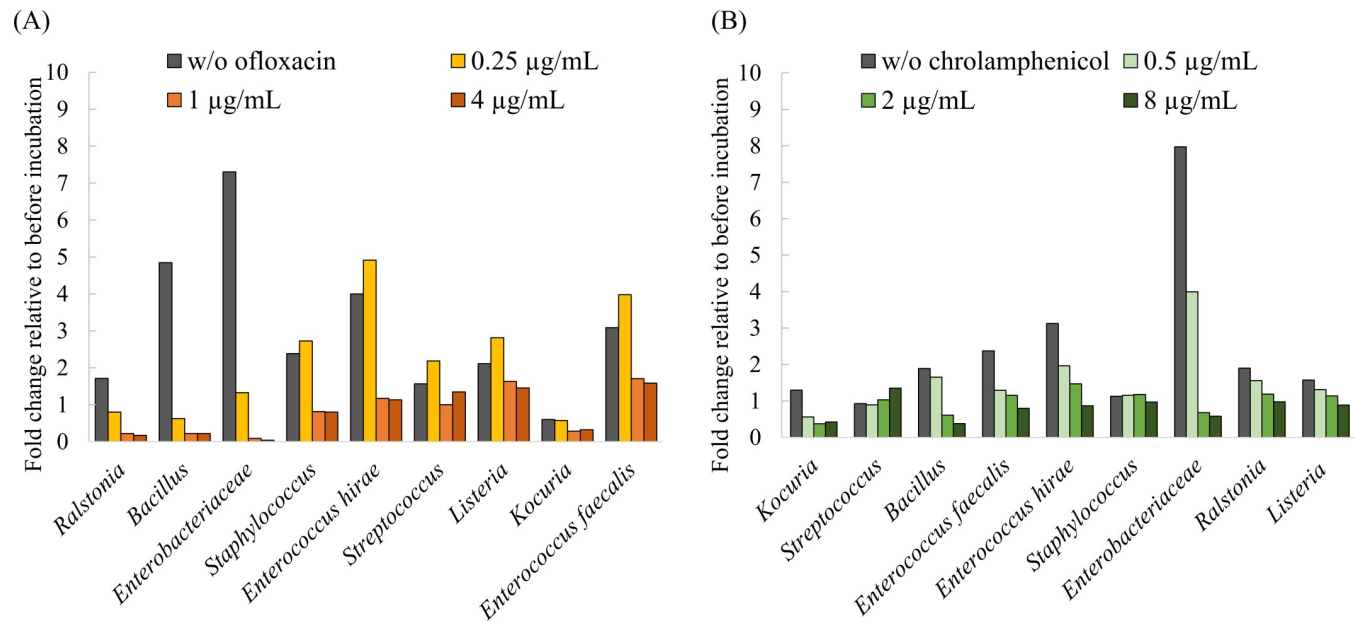 (A)
w/o ofloxacin
0.25 µg/mL
1 µg/mL
4 µg/mL
Fold change relative to before incubation
10
9
8
7
6
5
4
3
2
1
0
Ralstonia
Bacillus
Enterobacteriaceae
Staphylococcus
Enterococcus hirae
Streptococcus
Listeria
Kocuria
Enterococcus faecalis
(B)
w/o chrolamphenicol
0.5 µg/mL
2 µg/mL
8 µg/mL
Fold change relative to before incubation
10
9
8
7
6
5
4
3
2
1
0
Kocuria
Streptococcus
Bacillus
Enterococcus faecalis
Enterococcus hirae
Staphylococcus
Enterobacteriaceae
Ralstonia
Listeria